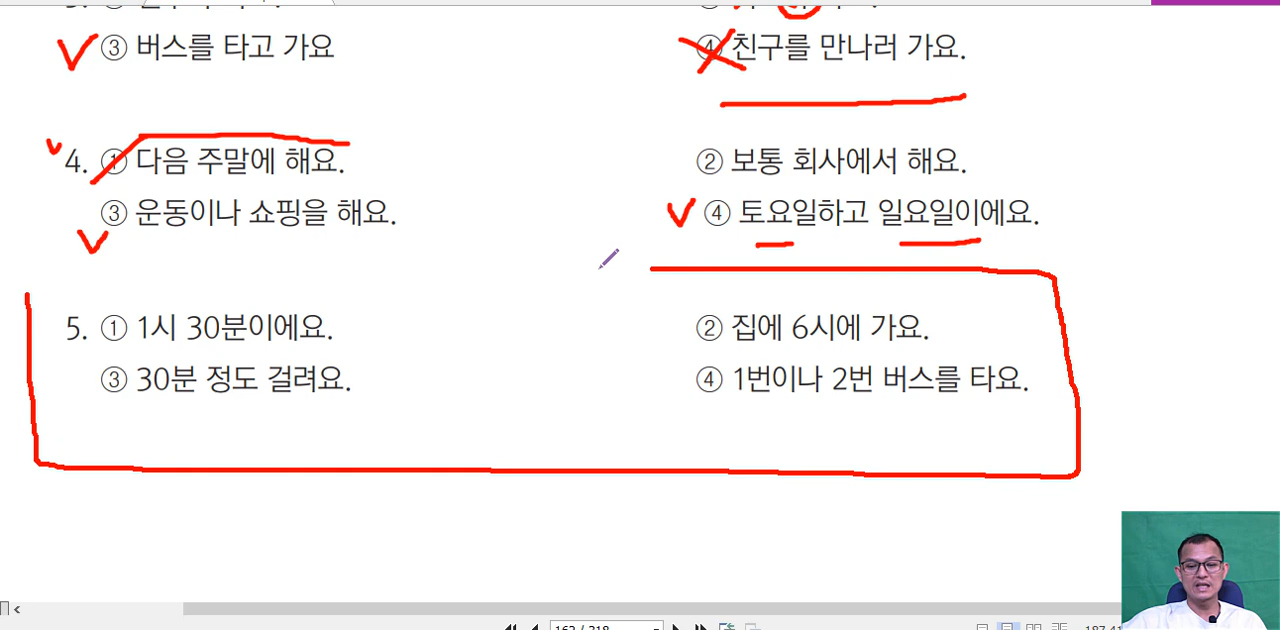 ③ 버스를 타고 가요
④ 친구를 만나러 가요.
4. ① 다음 주말에 해요.
② 보통 회사에서 해요.
③ 운동이나 쇼핑을 해요.
④ 토요일하고 일요일이에요.
5. ① 1시 30분이에요.
② 집에 6시에 가요.
③ 30분 정도 걸려요.
④ 1번이나 2번 버스를 타요.